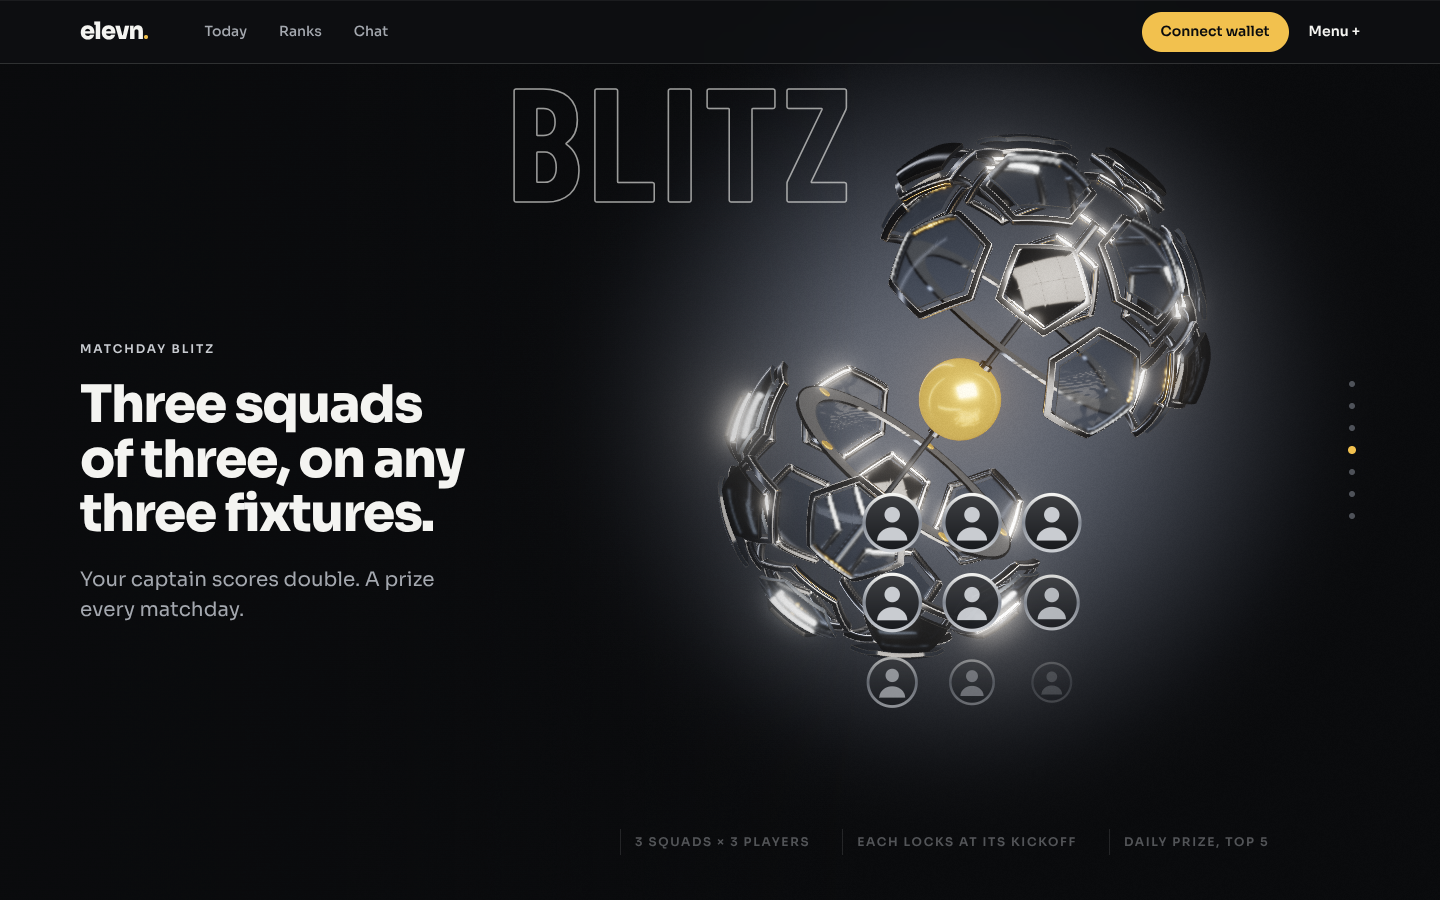 elevn.
Today
Ranks
Chat
Connect wallet
Menu +
BLITZ
MATCHDAY BLITZ
Three squads
of three, on any
three fixtures.
Your captain scores double. A prize
every matchday.
3 SQUADS × 3 PLAYERS
EACH LOCKS AT ITS KICKOFF
DAILY PRIZE, TOP 5